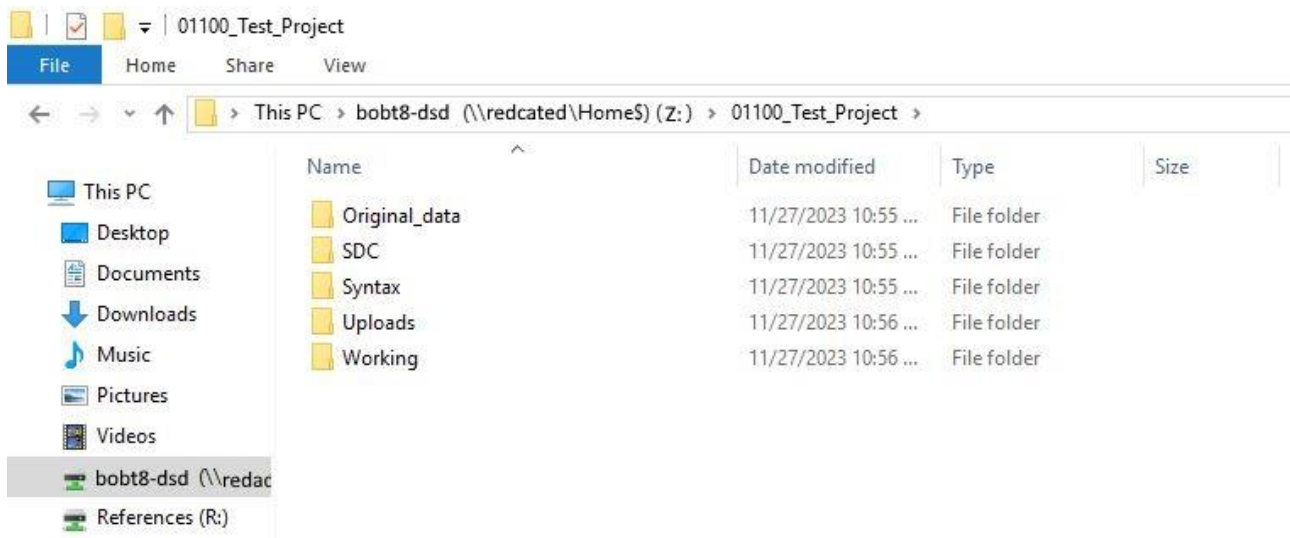 01100_Test_Project
File Home Share View
This PC > bobt8-dsd (\\redcated\Home$) (Z:) > 01100_Test_Project >
Name Date modified Type Size
This PC
Desktop
Documents
Downloads
Music
Pictures
Videos
bobt8-dsd (\\redac
References (R:)
Original_data 11/27/2023 10:55 ... File folder
SDC 11/27/2023 10:55 ... File folder
Syntax 11/27/2023 10:55 ... File folder
Uploads 11/27/2023 10:56 ... File folder
Working 11/27/2023 10:56 ... File folder